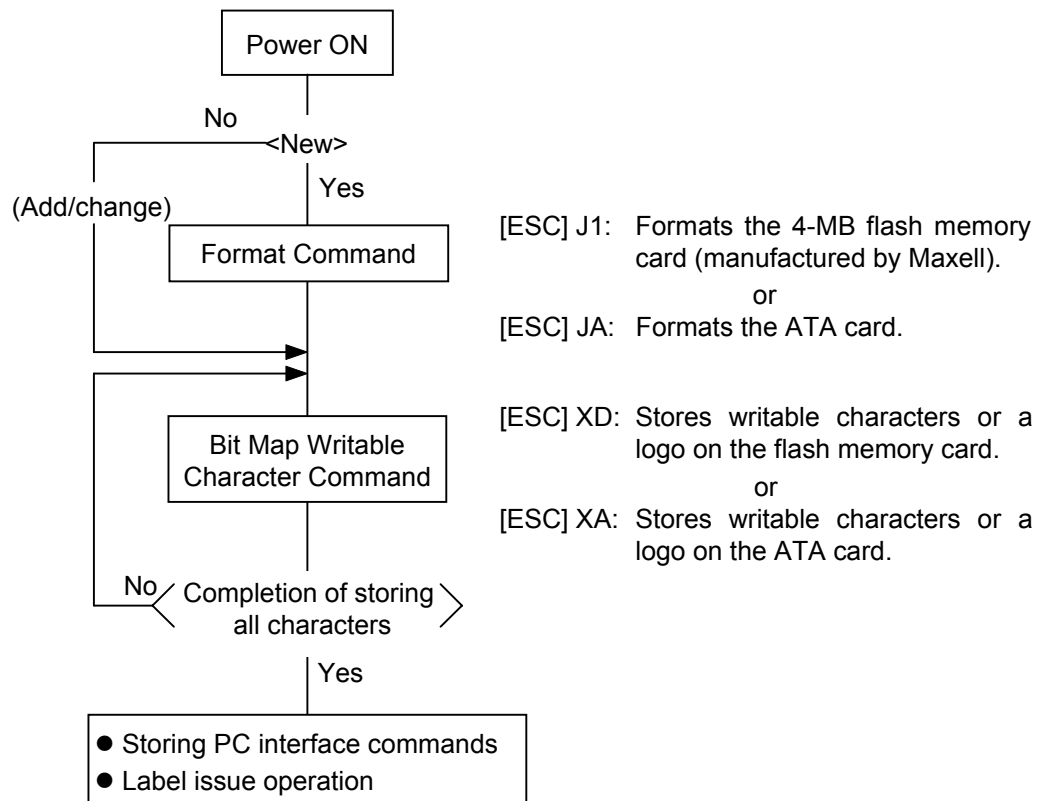 Power ON
No
<New>
Yes
(Add/change)
Format Command
[ESC] J1: Formats the 4-MB flash memory
card (manufactured by Maxell).
or
[ESC] JA: Formats the ATA card.
Bit Map Writable
Character Command
[ESC] XD: Stores writable characters or a
logo on the flash memory card.
or
[ESC] XA: Stores writable characters or a
logo on the ATA card.
No
Completion of storing
all characters
Yes
● Storing PC interface commands
● Label issue operation